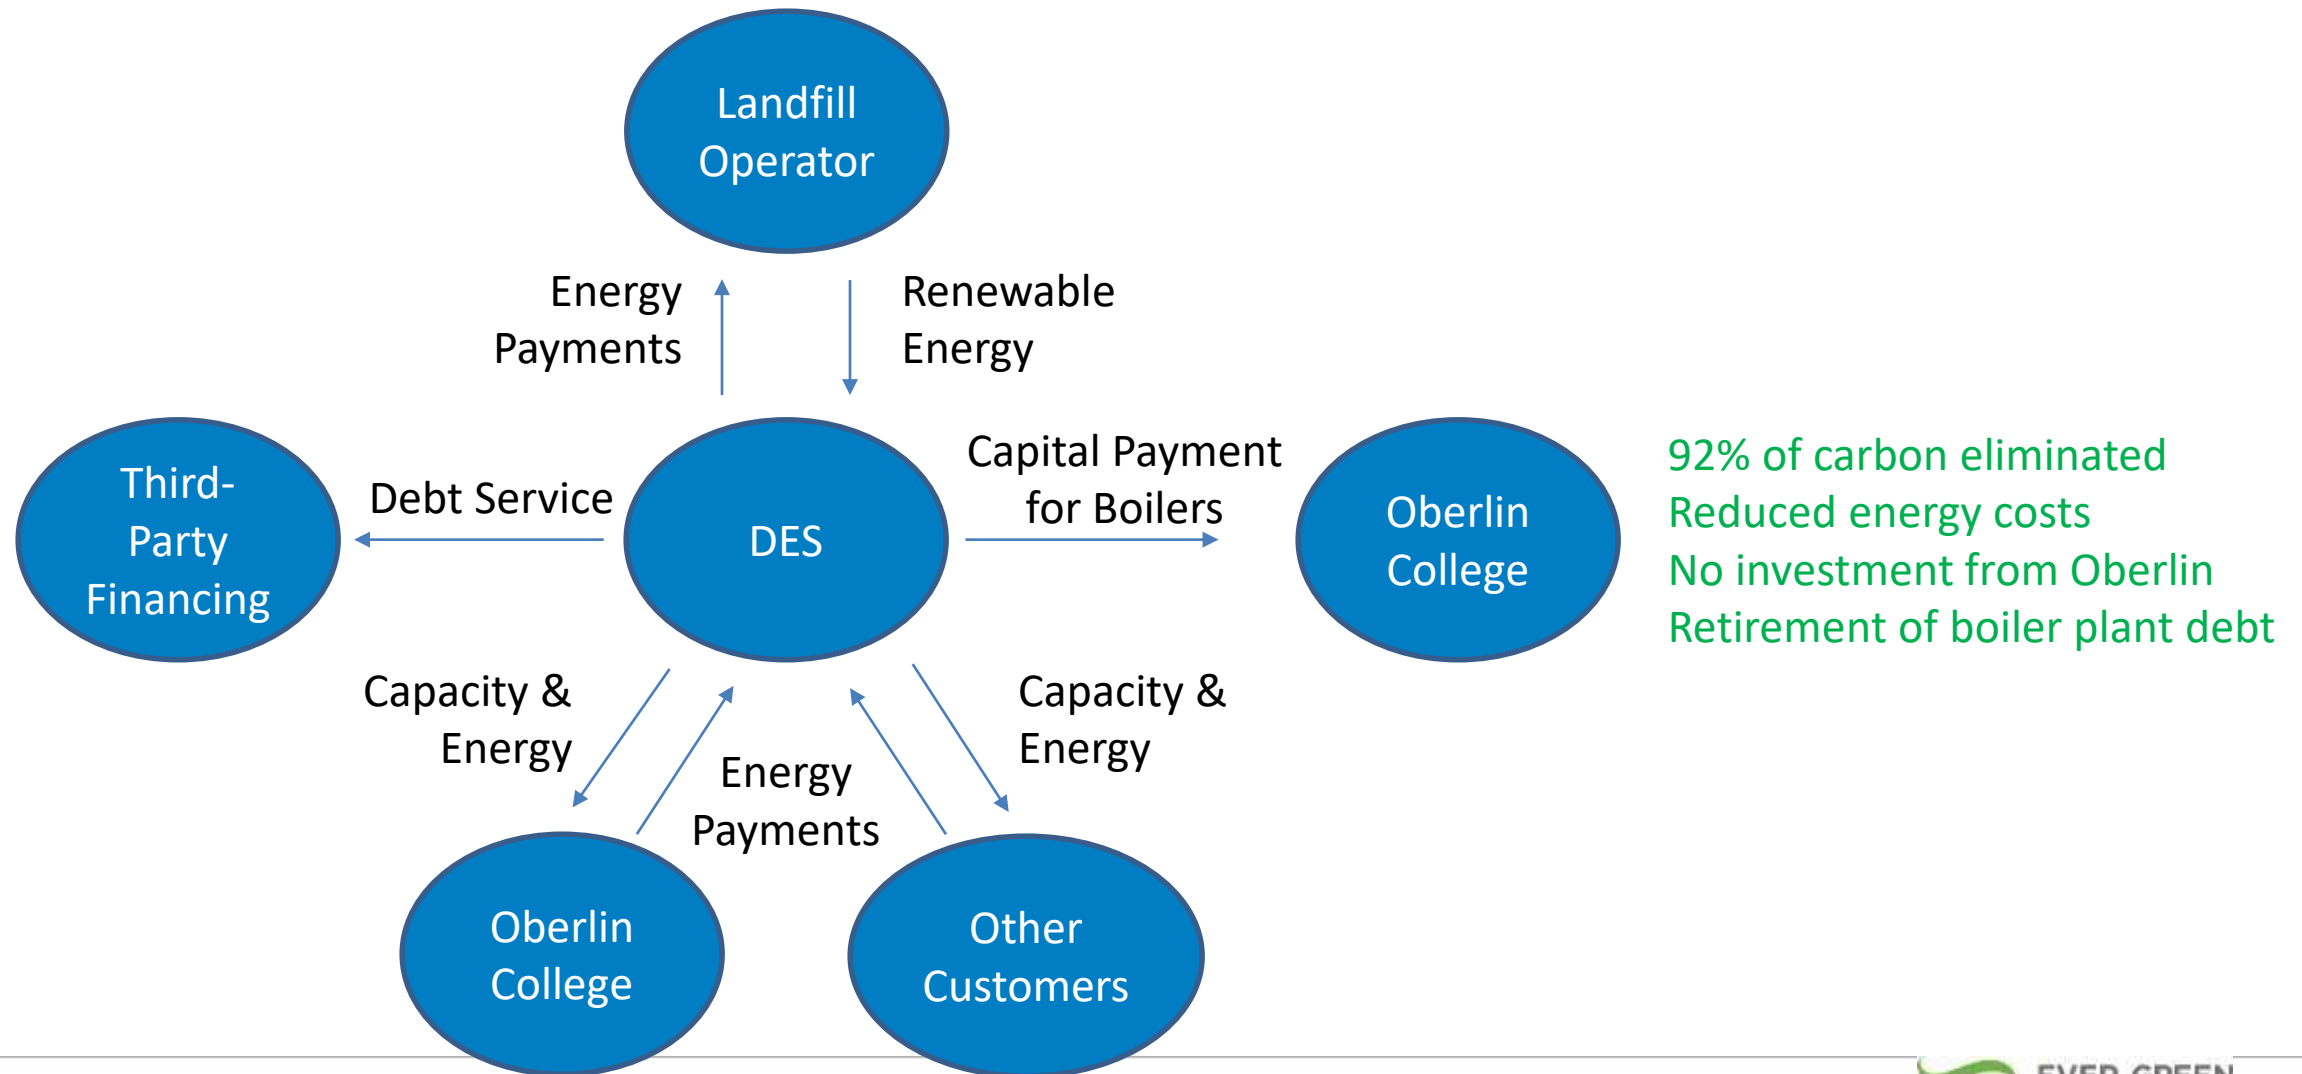 Landfill
Operator
Energy
Payments
Renewable
Energy
Third-
Party
Financing
Debt Service
DES
Capital Payment
for Boilers
Oberlin
College
92% of carbon eliminated
Reduced energy costs
No investment from Oberlin
Retirement of boiler plant debt
Capacity &
Energy
Energy
Payments
Capacity &
Energy
Oberlin
College
Other
Customers
EVER-GREEN